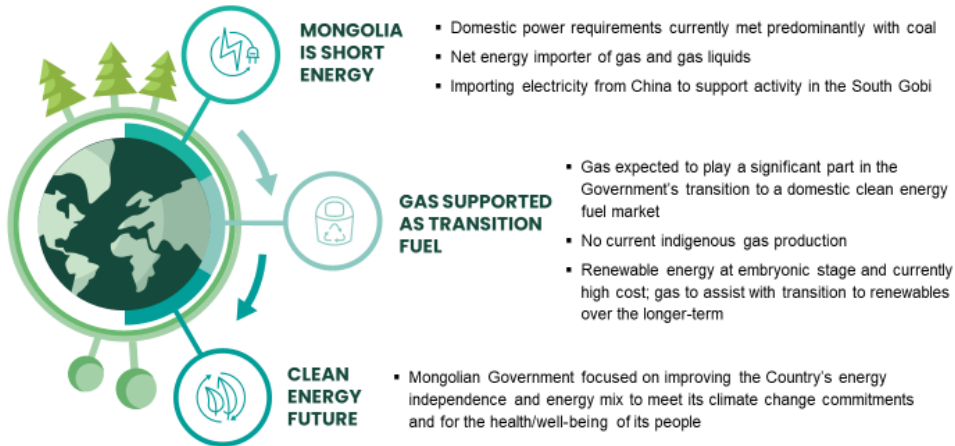 MONGOLIA
IS SHORT
ENERGY
▪ Domestic power requirements currently met predominantly with coal
▪ Net energy importer of gas and gas liquids
▪ Importing electricity from China to support activity in the South Gobi
GAS SUPPORTED
AS TRANSITION
FUEL
▪ Gas expected to play a significant part in the
Government's transition to a domestic clean energy
fuel market
▪ No current indigenous gas production
▪ Renewable energy at embryonic stage and currently
high cost; gas to assist with transition to renewables
over the longer-term
CLEAN
ENERGY
FUTURE
▪ Mongolian Government focused on improving the Country's energy
independence and energy mix to meet its climate change commitments
and for the health/well-being of its people